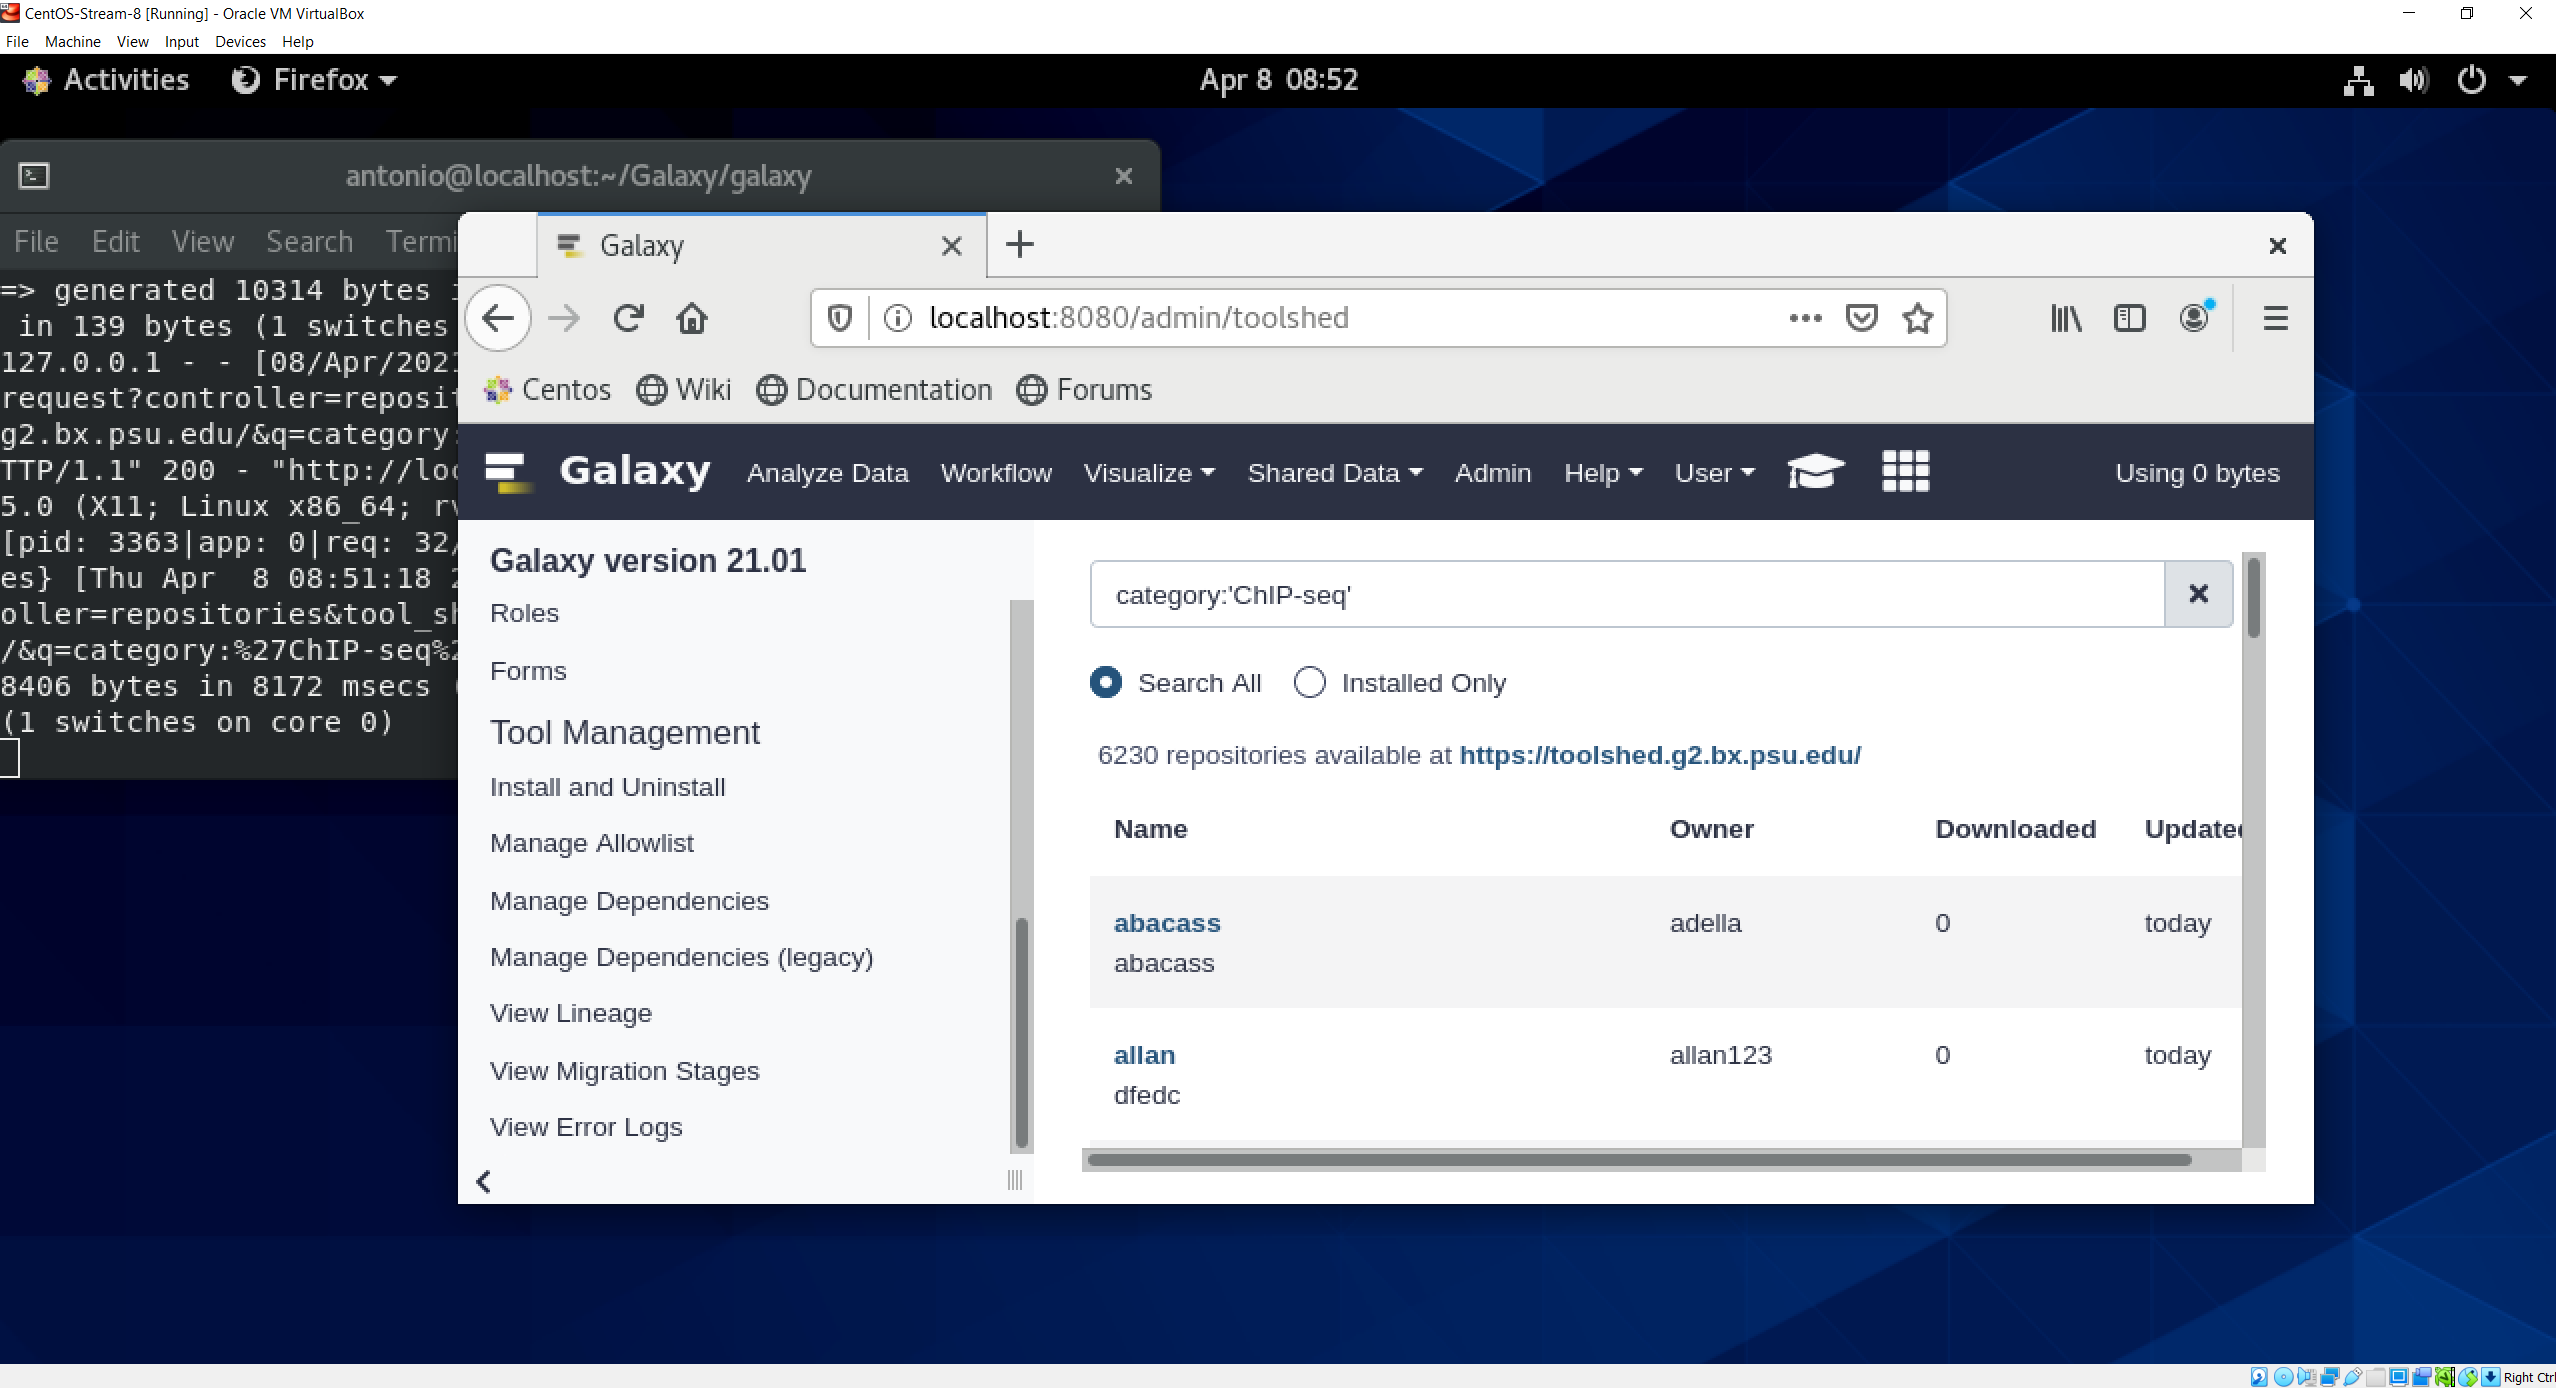 CentOS-Stream-8 [Running] - Oracle VM VirtualBox
File Machine View Input Devices Help
Activities Firefox Apr 8 08:52
antonio@localhost:~/Galaxy/galaxy
File Edit View Search Termi
=> generated 10314 bytes
in 139 bytes (1 switches
127.0.0.1 - - [08/Apr/2021
request?controller=reposit
g2.bx.psu.edu/&q=category:
TTP/1.1" 200 - "http://loc
5.0 (X11; Linux x86_64; rv
[pid: 3363|app: 0|req: 32/
es} [Thu Apr 8 08:51:18 2
oller=repositories&tool_sh
/&q=category:%27ChIP-seq%2
8406 bytes in 8172 msecs (
(1 switches on core 0)
Galaxy
localhost:8080/admin/toolshed
Centos Wiki Documentation Forums
Galaxy Analyze Data Workflow Visualize Shared Data Admin Help User Using 0 bytes
Galaxy version 21.01
Roles
Forms
Tool Management
Install and Uninstall
Manage Allowlist
Manage Dependencies
Manage Dependencies (legacy)
View Lineage
View Migration Stages
View Error Logs
category:'ChIP-seq'
Search All Installed Only
6230 repositories available at https://toolshed.g2.bx.psu.edu/
Name Owner Downloaded Updated
abacass adella 0 today
abacass
allan allan123 0 today
dfedc
Right Ctrl